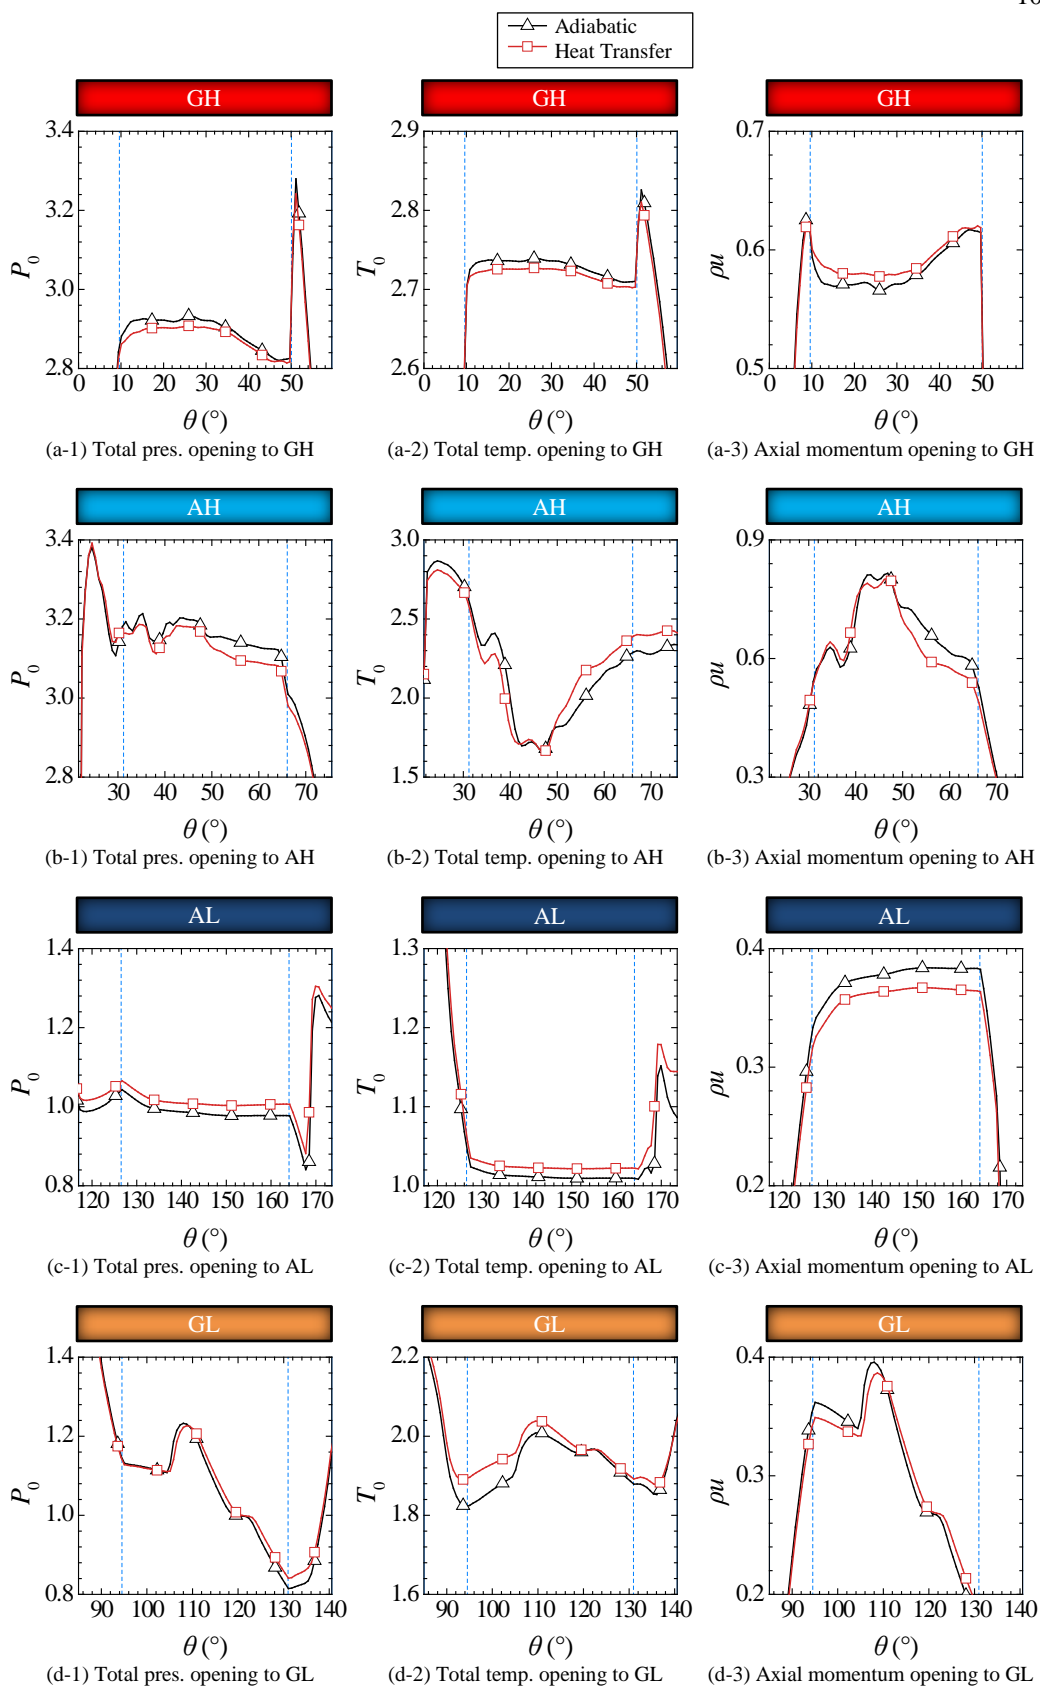 Adiabatic
Heat Transfer
GH GH GH
3.4 2.9 0.7
3.2 2.8 0.6
3.0 2.7 0.5
2.8 2.6
P0 T0 ρu
0 10 20 30 40 50 0 10 20 30 40 50 0 10 20 30 40 50
θ (°) θ (°) θ (°)
(a-1) Total pres. opening to GH (a-2) Total temp. opening to GH (a-3) Axial momentum opening to GH
AH AH AH
3.4 3.0 0.9
3.2 2.5 0.6
3.0 2.0 0.3
2.8 1.5
P0 T0 ρu
30 40 50 60 70 30 40 50 60 70 30 40 50 60 70
θ (°) θ (°) θ (°)
(b-1) Total pres. opening to AH (b-2) Total temp. opening to AH (b-3) Axial momentum opening to AH
AL AL AL
1.4 1.3 0.4
1.2 1.2 0.3
1.0 1.1 0.2
0.8 1.0
P0 T0 ρu
120 130 140 150 160 170 120 130 140 150 160 170 120 130 140 150 160 170
θ (°) θ (°) θ (°)
(c-1) Total pres. opening to AL (c-2) Total temp. opening to AL (c-3) Axial momentum opening to AL
GL GL GL
1.4 2.2 0.4
1.2 2.0 0.3
1.0 1.8 0.2
0.8 1.6
P0 T0 ρu
90 100 110 120 130 140 90 100 110 120 130 140 90 100 110 120 130 140
θ (°) θ (°) θ (°)
(d-1) Total pres. opening to GL (d-2) Total temp. opening to GL (d-3) Axial momentum opening to GL